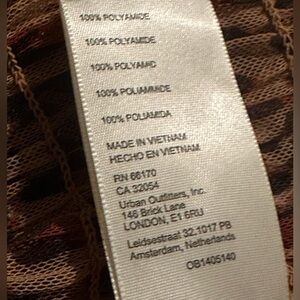 100% POLYAMIDE
100% POLYAMIDE
100% POLYAMID
100% POLIAMMIDE
100% POLIAMIDA
MADE IN VIETNAM
HECHO EN VIETNAM
RN 66170
CA 32054
Urban Outfitters, Inc.
146 Brick Lane
LONDON, E1 6RU
Leidsestraat 32,1017 PB
Amsterdam, Netherlands
OB1405140